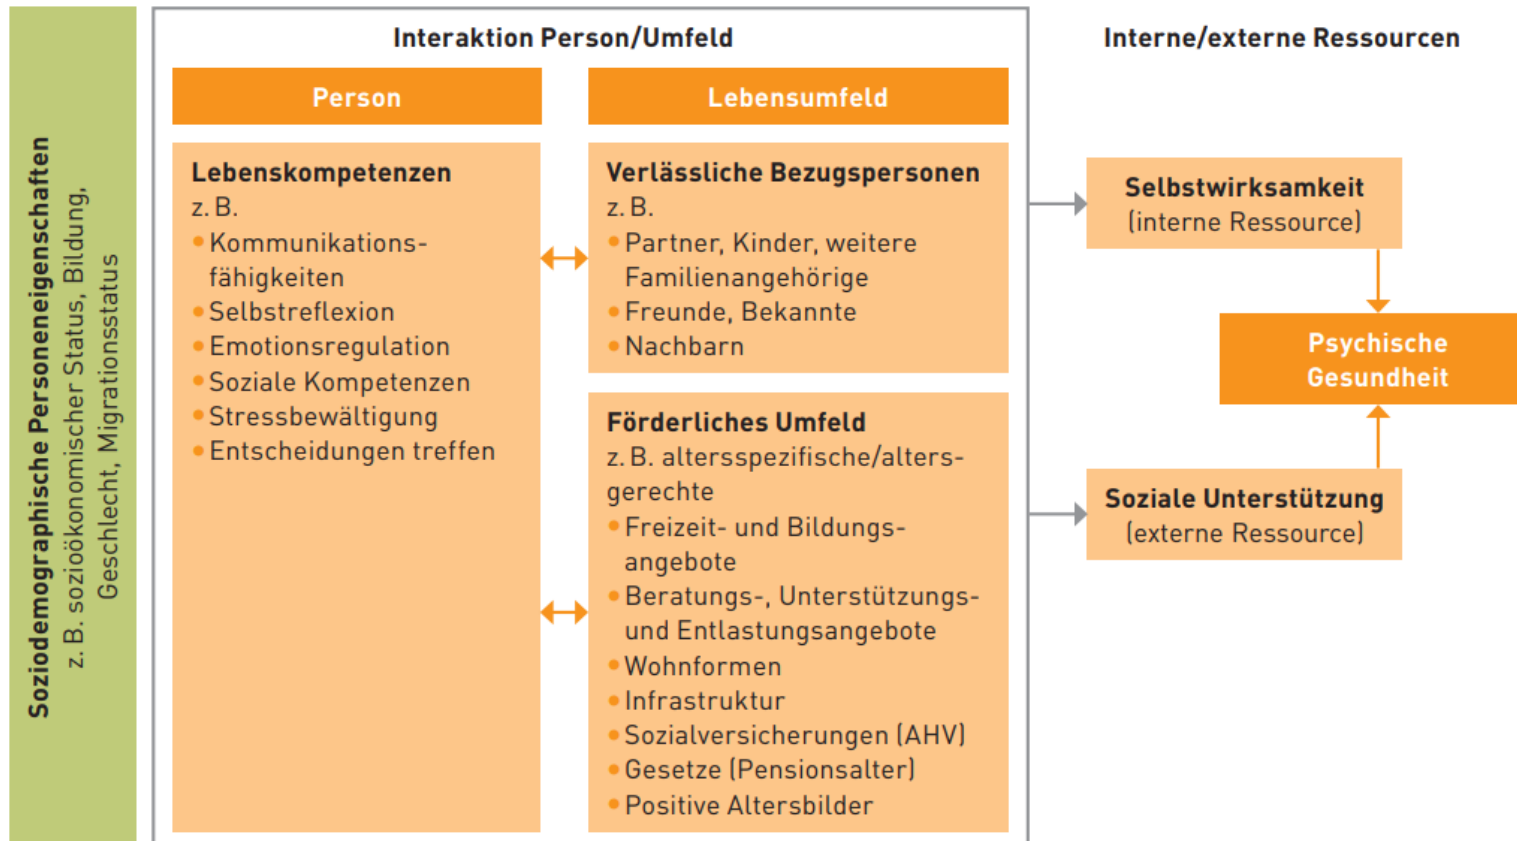 Soziodemographische Personeneigenschaften
z. B. sozioökonomischer Status, Bildung,
Geschlecht, Migrationsstatus
Interaktion Person/Umfeld
Person
Lebenskompetenzen
z. B.
• Kommunikations-
fähigkeiten
• Selbstreflexion
• Emotionsregulation
• Soziale Kompetenzen
• Stressbewältigung
• Entscheidungen treffen
Lebensumfeld
Verlässliche Bezugspersonen
z. B.
• Partner, Kinder, weitere
Familienangehörige
• Freunde, Bekannte
• Nachbarn
Förderliches Umfeld
z. B. altersspezifische/alters-
gerechte
• Freizeit- und Bildungs-
angebote
• Beratungs-, Unterstützungs-
und Entlastungsangebote
• Wohnformen
• Infrastruktur
• Sozialversicherungen (AHV)
• Gesetze (Pensionsalter)
• Positive Altersbilder
Interne/externe Ressourcen
Selbstwirksamkeit
(interne Ressource)
Psychische
Gesundheit
Soziale Unterstützung
(externe Ressource)